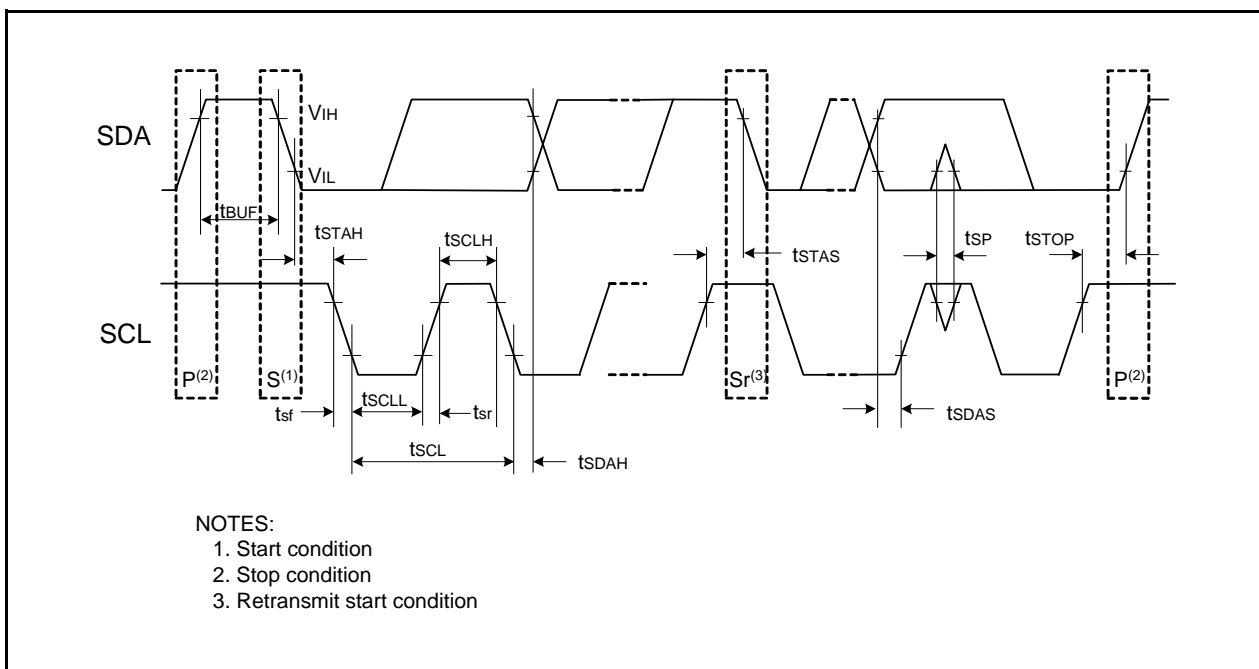 SDA
VIH
VIL
tBUF
tSTAH
tSCLH
tSTAS
tSP
tSTOP
SCL
P(2)
S(1)
Sr(3)
P(2)
tsf
tSCLL
tsr
tSDAS
tSCL
tSDAH
NOTES:
1. Start condition
2. Stop condition
3. Retransmit start condition